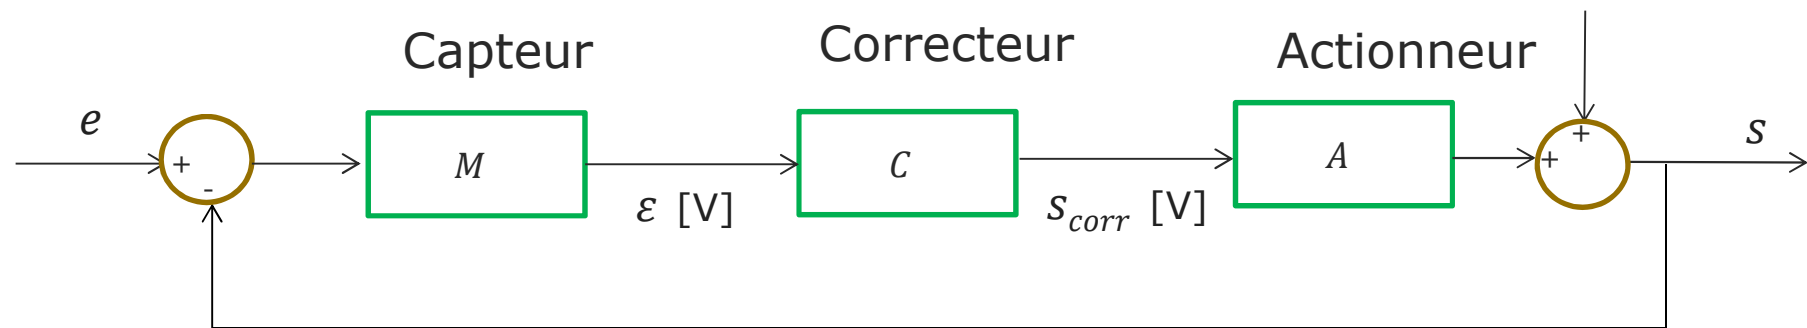 Capteur
Correcteur
Actionneur
e
+
-
M
ε [V]
C
s_corr [V]
A
+
+
s